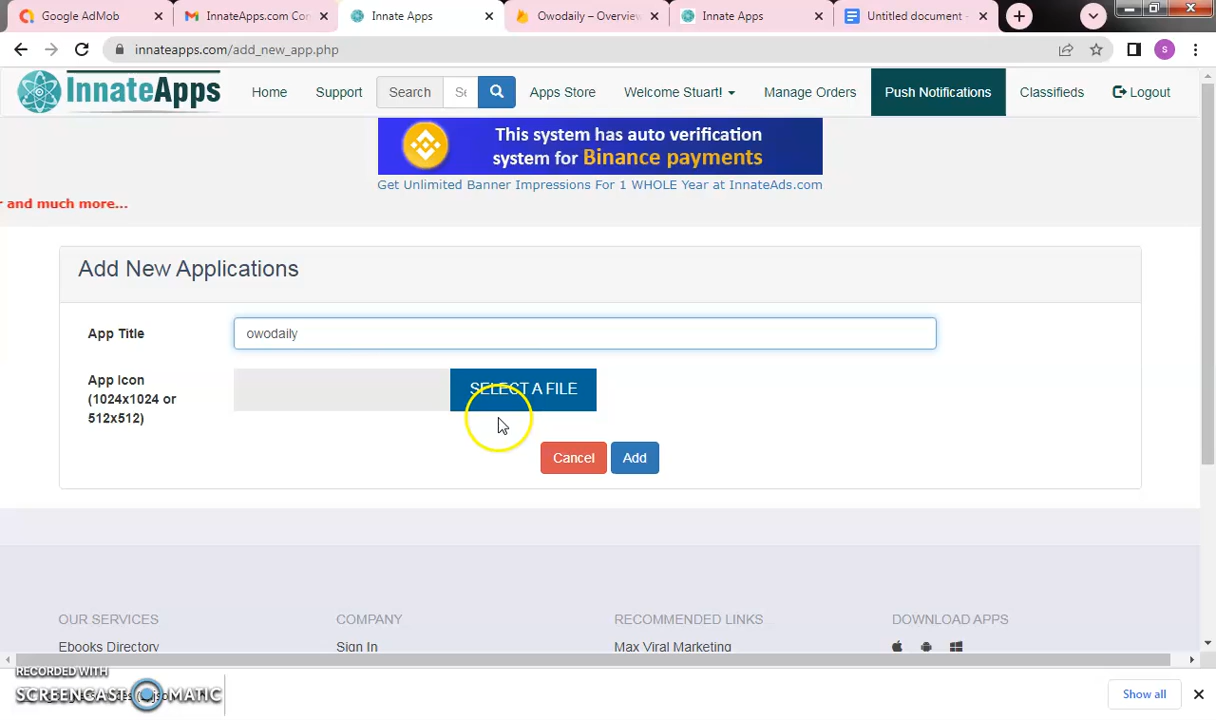 Google AdMob
InnateApps.com Con
Innate Apps
Owodaily – Overview
Innate Apps
Untitled document -
innateapps.com/add_new_app.php
S
InnateApps
Home
Support
Search
Se
Apps Store
Welcome Stuart!
Manage Orders
Push Notifications
Classifieds
Logout
This system has auto verification
system for Binance payments
Get Unlimited Banner Impressions For 1 WHOLE Year at InnateAds.com
r and much more...
Add New Applications
App Title
owodaily
App Icon
(1024x1024 or
512x512)
SELECT A FILE
Cancel
Add
OUR SERVICES
COMPANY
RECOMMENDED LINKS
DOWNLOAD APPS
Ebooks Directory
Sign In
Max Viral Marketing
RECORDED WITH
SCREENCAST-O-MATIC
Show all